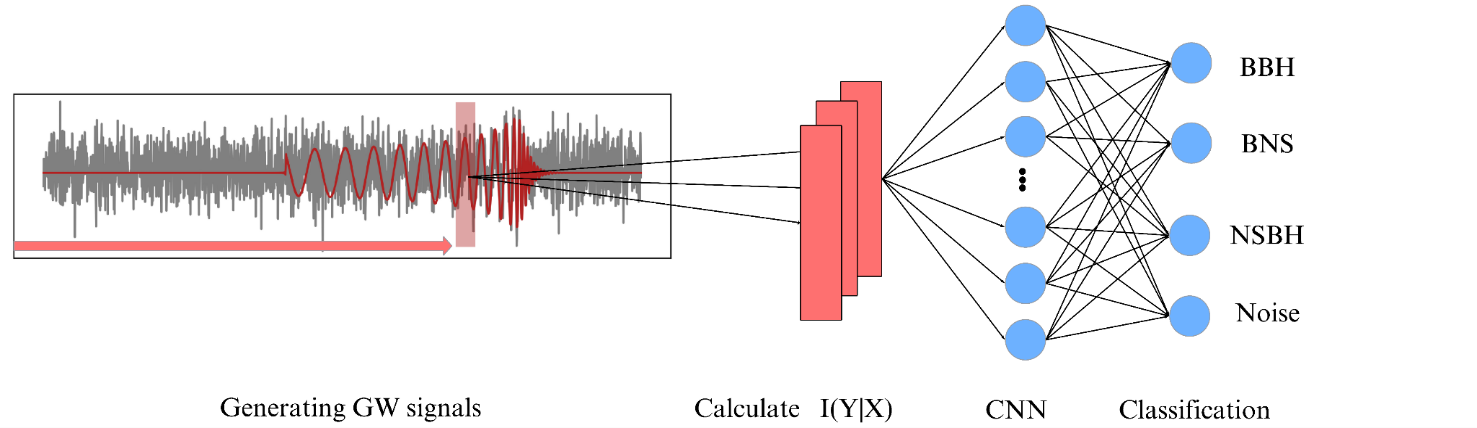 BBH
BNS
NSBH
Noise
Generating GW signals
Calculate I(Y|X)
CNN
Classification